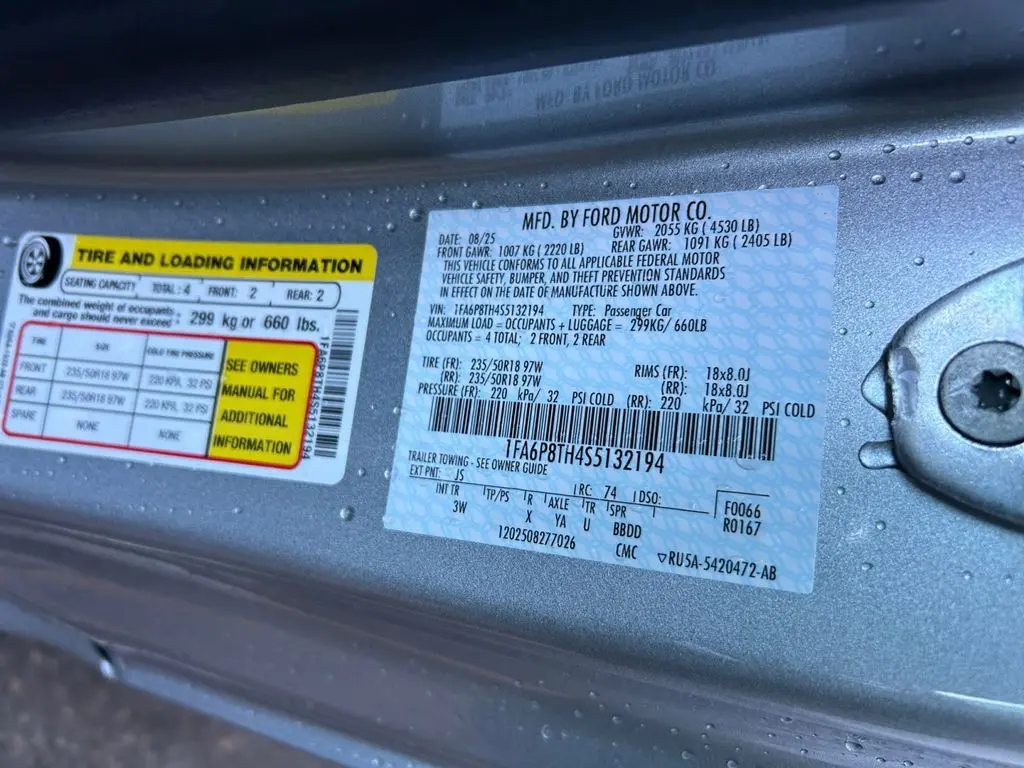 TIRE AND LOADING INFORMATION
SEATING CAPACITY TOTAL: 4 FRONT: 2 REAR: 2
The combined weight of occupants and cargo should never exceed: 299 kg or 660 lbs.
TIRE SIZE COLD TIRE PRESSURE
FRONT 235/50R18 97W 220 KPA, 32 PSI
REAR 235/50R18 97W 220 KPA, 32 PSI
SPARE NONE NONE
SEE OWNERS
MANUAL FOR
ADDITIONAL
INFORMATION
1FA6P8TH4S5132194
MFD. BY FORD MOTOR CO.
DATE: 08/25 GVWR: 2055 KG ( 4530 LB)
FRONT GAWR: 1007 KG ( 2220 LB) REAR GAWR: 1091 KG ( 2405 LB)
THIS VEHICLE CONFORMS TO ALL APPLICABLE FEDERAL MOTOR
VEHICLE SAFETY, BUMPER, AND THEFT PREVENTION STANDARDS
IN EFFECT ON THE DATE OF MANUFACTURE SHOWN ABOVE.
VIN: 1FA6P8TH4S5132194 TYPE: Passenger Car
MAXIMUM LOAD = OCCUPANTS + LUGGAGE = 299KG/ 660LB
OCCUPANTS = 4 TOTAL; 2 FRONT, 2 REAR
TIRE (FR): 235/50R18 97W RIMS (FR): 18x8.0J
(RR): 235/50R18 97W (RR): 18x8.0J
PRESSURE (FR): 220 kPa/ 32 PSI COLD (RR): 220 kPa/ 32 PSI COLD
1FA6P8TH4S5132194
TRAILER TOWING - SEE OWNER GUIDE
EXT PNT: JS RC: 74 DSO: F0066
INT TR TP/PS R AXLE TR SPR R0167
3W X YA U BBDD
1202508277026 CMC ▽RU5A-5420472-AB
MFD. BY FORD MOTOR CO.